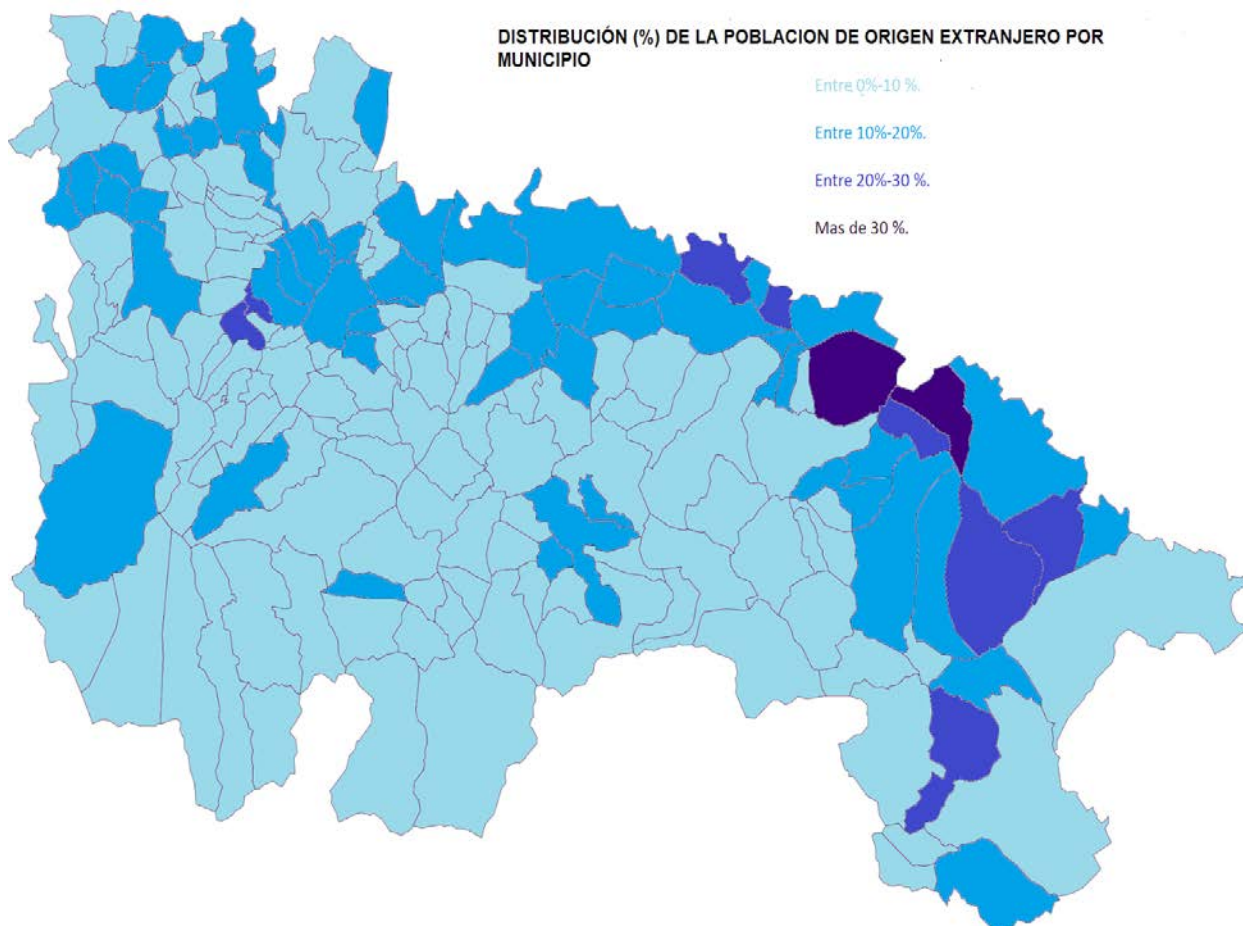 DISTRIBUCIÓN (%) DE LA POBLACION DE ORIGEN EXTRANJERO POR
MUNICIPIO
Entre 0%-10 %.
Entre 10%-20%.
Entre 20%-30 %.
Mas de 30 %.